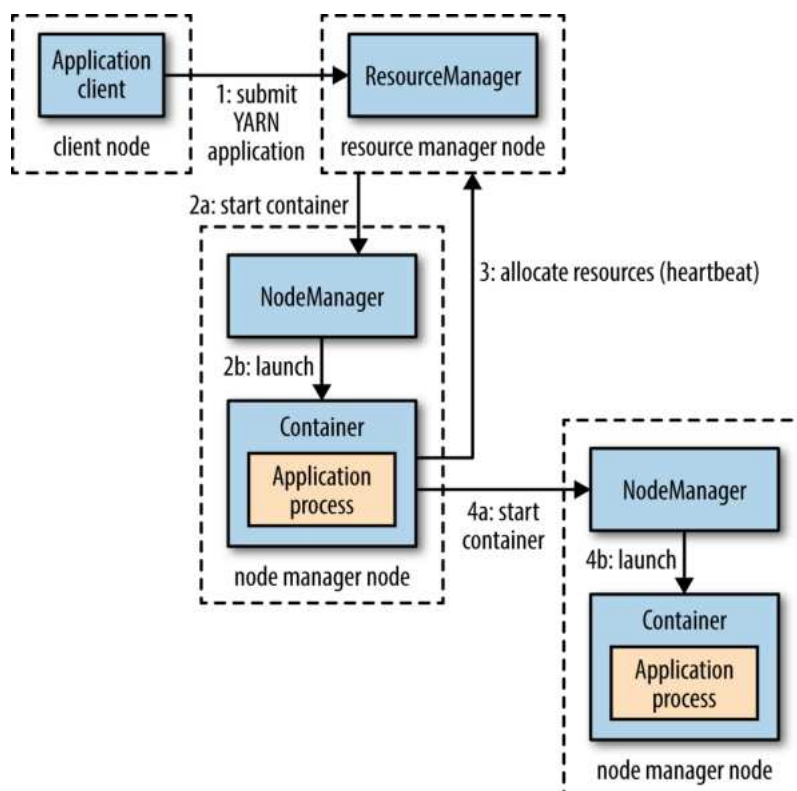 Application
client
client node
1: submit
YARN
application
ResourceManager
resource manager node
2a: start container
NodeManager
2b: launch
Container
Application
process
node manager node
3: allocate resources (heartbeat)
4a: start
container
NodeManager
4b: launch
Container
Application
process
node manager node